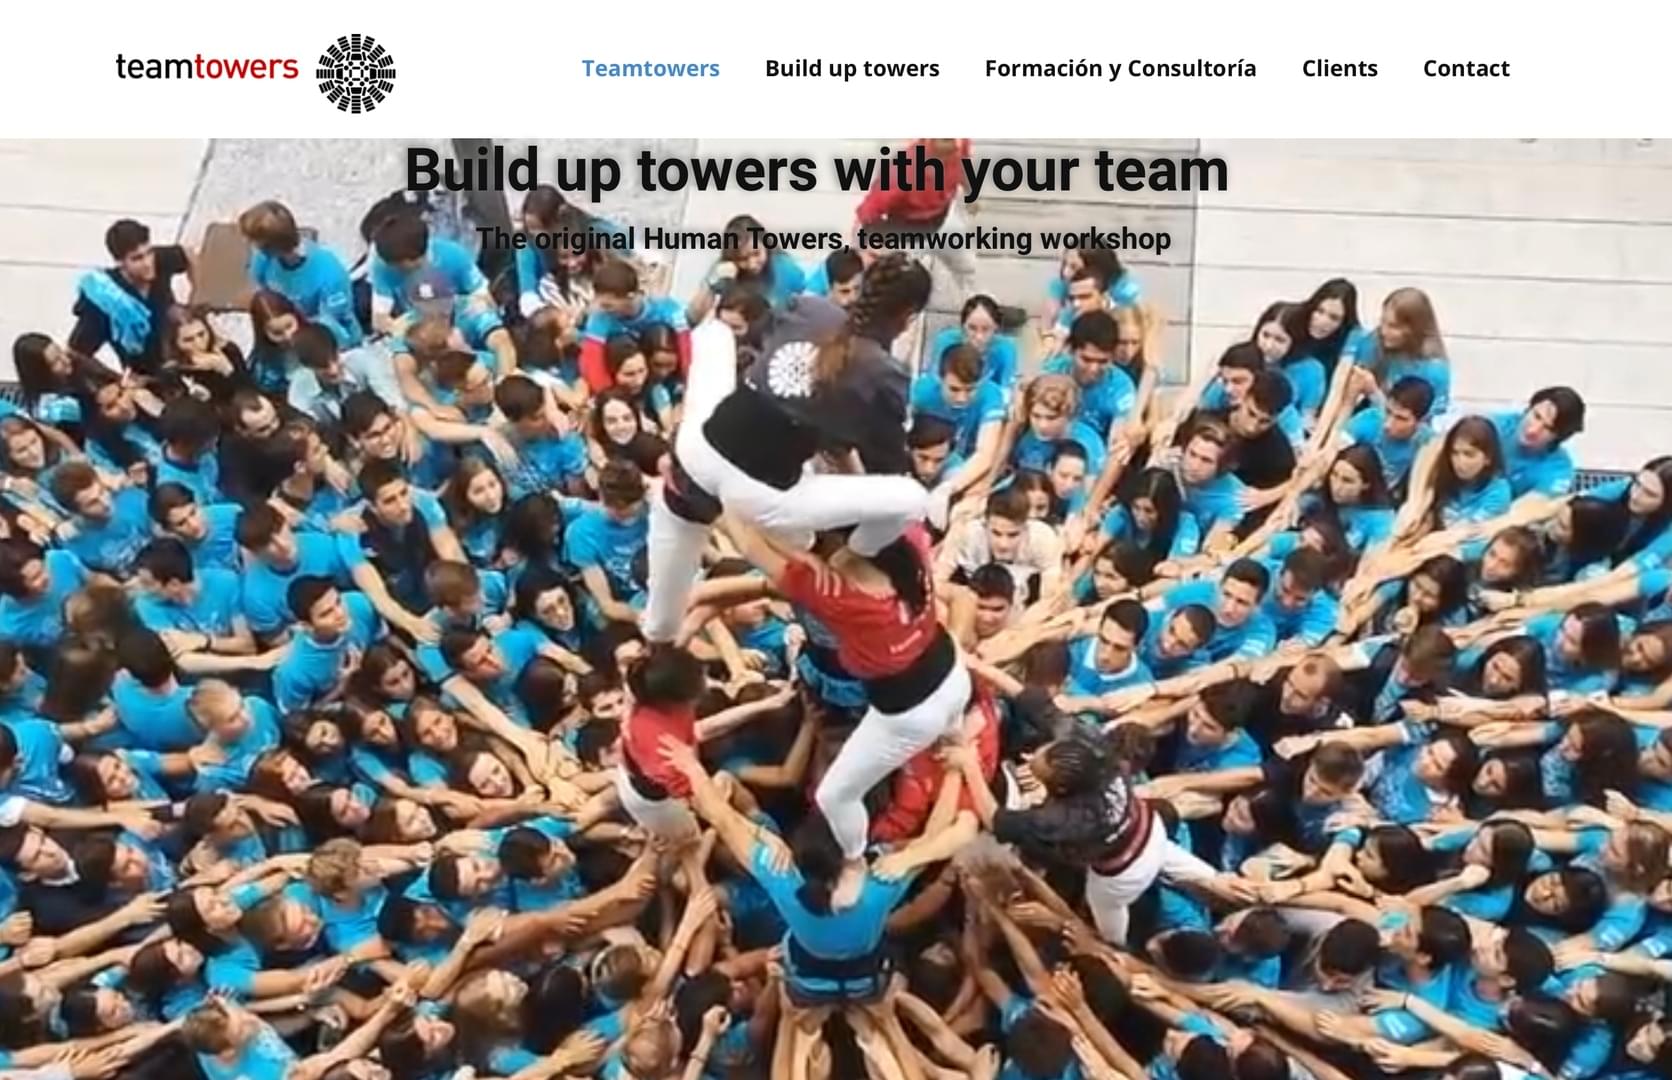 teamtowers
Teamtowers
Build up towers
Formación y Consultoría
Clients
Contact
Build up towers with your team
The original Human Towers, teamworking workshop